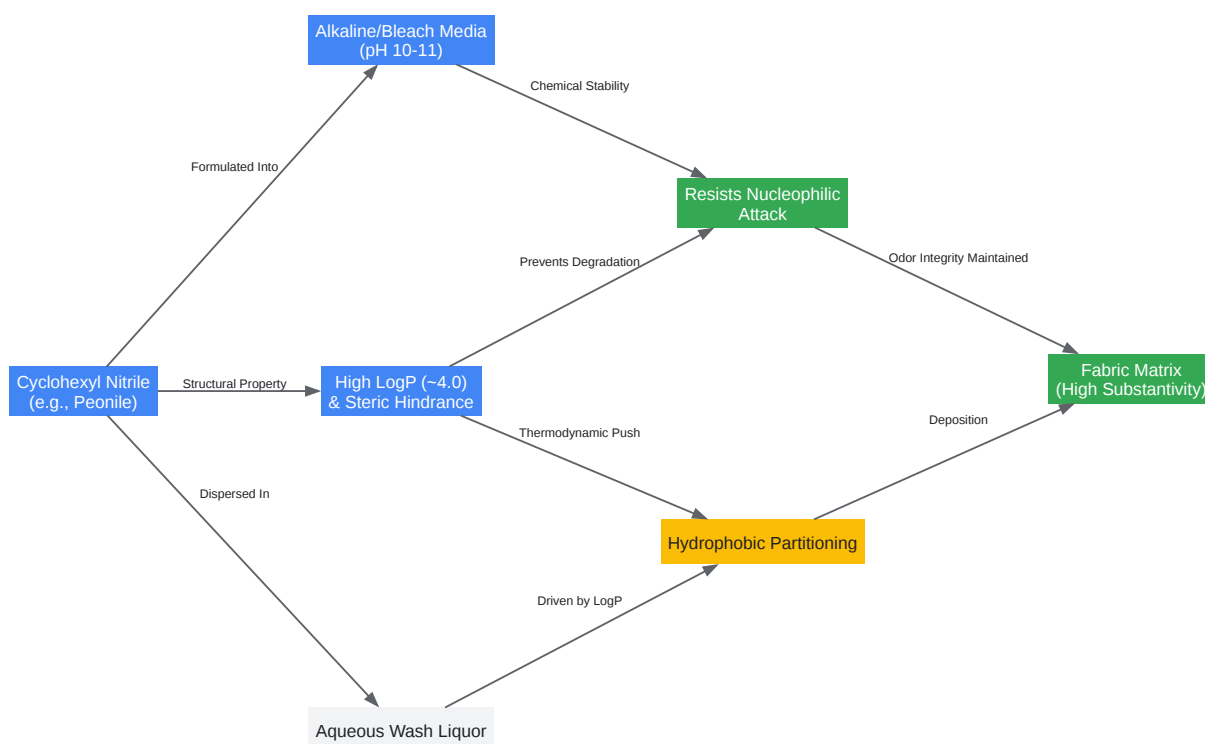 Alkaline/Bleach Media
(pH 10-11)
Chemical Stability
Formulated Into
Resists Nucleophilic
Attack
Prevents Degradation
Odor Integrity Maintained
Cyclohexyl Nitrile
(e.g., Peonile)
Structural Property
High LogP (~4.0)
& Steric Hindrance
Fabric Matrix
(High Substantivity)
Thermodynamic Push
Deposition
Dispersed In
Hydrophobic Partitioning
Driven by LogP
Aqueous Wash Liquor